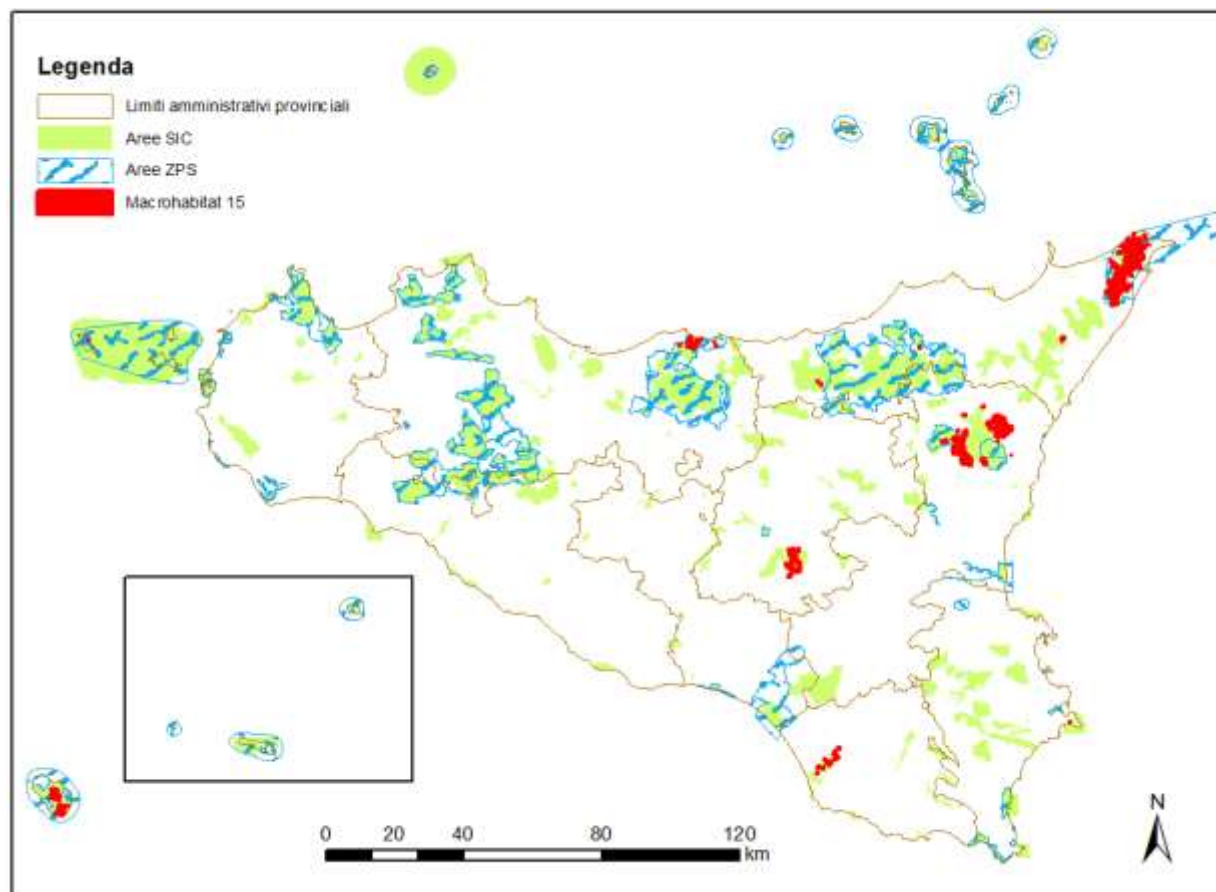 Legenda
Limiti amministrativi provinciali
Aree SIC
Aree ZPS
Macrohabitat 15
N
0 20 40 80 120
km